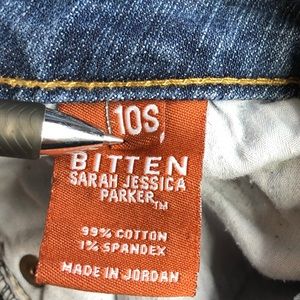 10S
BITTEN
SARAH JESSICA
PARKER™
99% COTTON
1% SPANDEX
MADE IN JORDAN